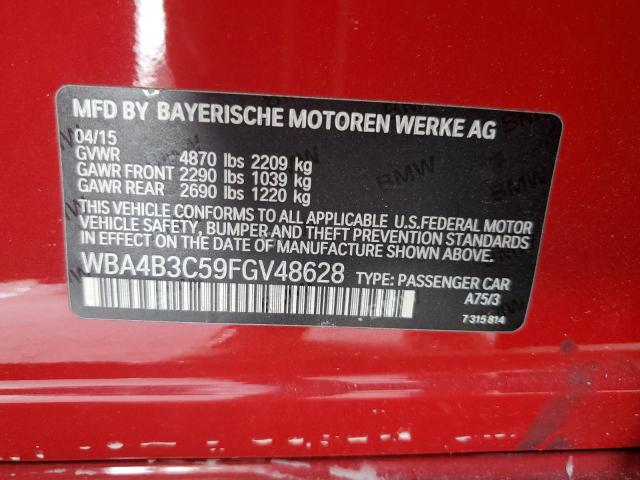 MFD BY BAYERISCHE MOTOREN WERKE AG
04/15
GVWR 4870 lbs 2209 kg
GAWR FRONT 2290 lbs 1039 kg
GAWR REAR 2690 lbs 1220 kg
THIS VEHICLE CONFORMS TO ALL APPLICABLE U.S.FEDERAL MOTOR
VEHICLE SAFETY, BUMPER AND THEFT PREVENTION STANDARDS IN
EFFECT ON THE DATE OF MANUFACTURE SHOWN ABOVE.
WBA4B3C59FGV48628 TYPE: PASSENGER CAR
A75/3
7 315 814
BMW